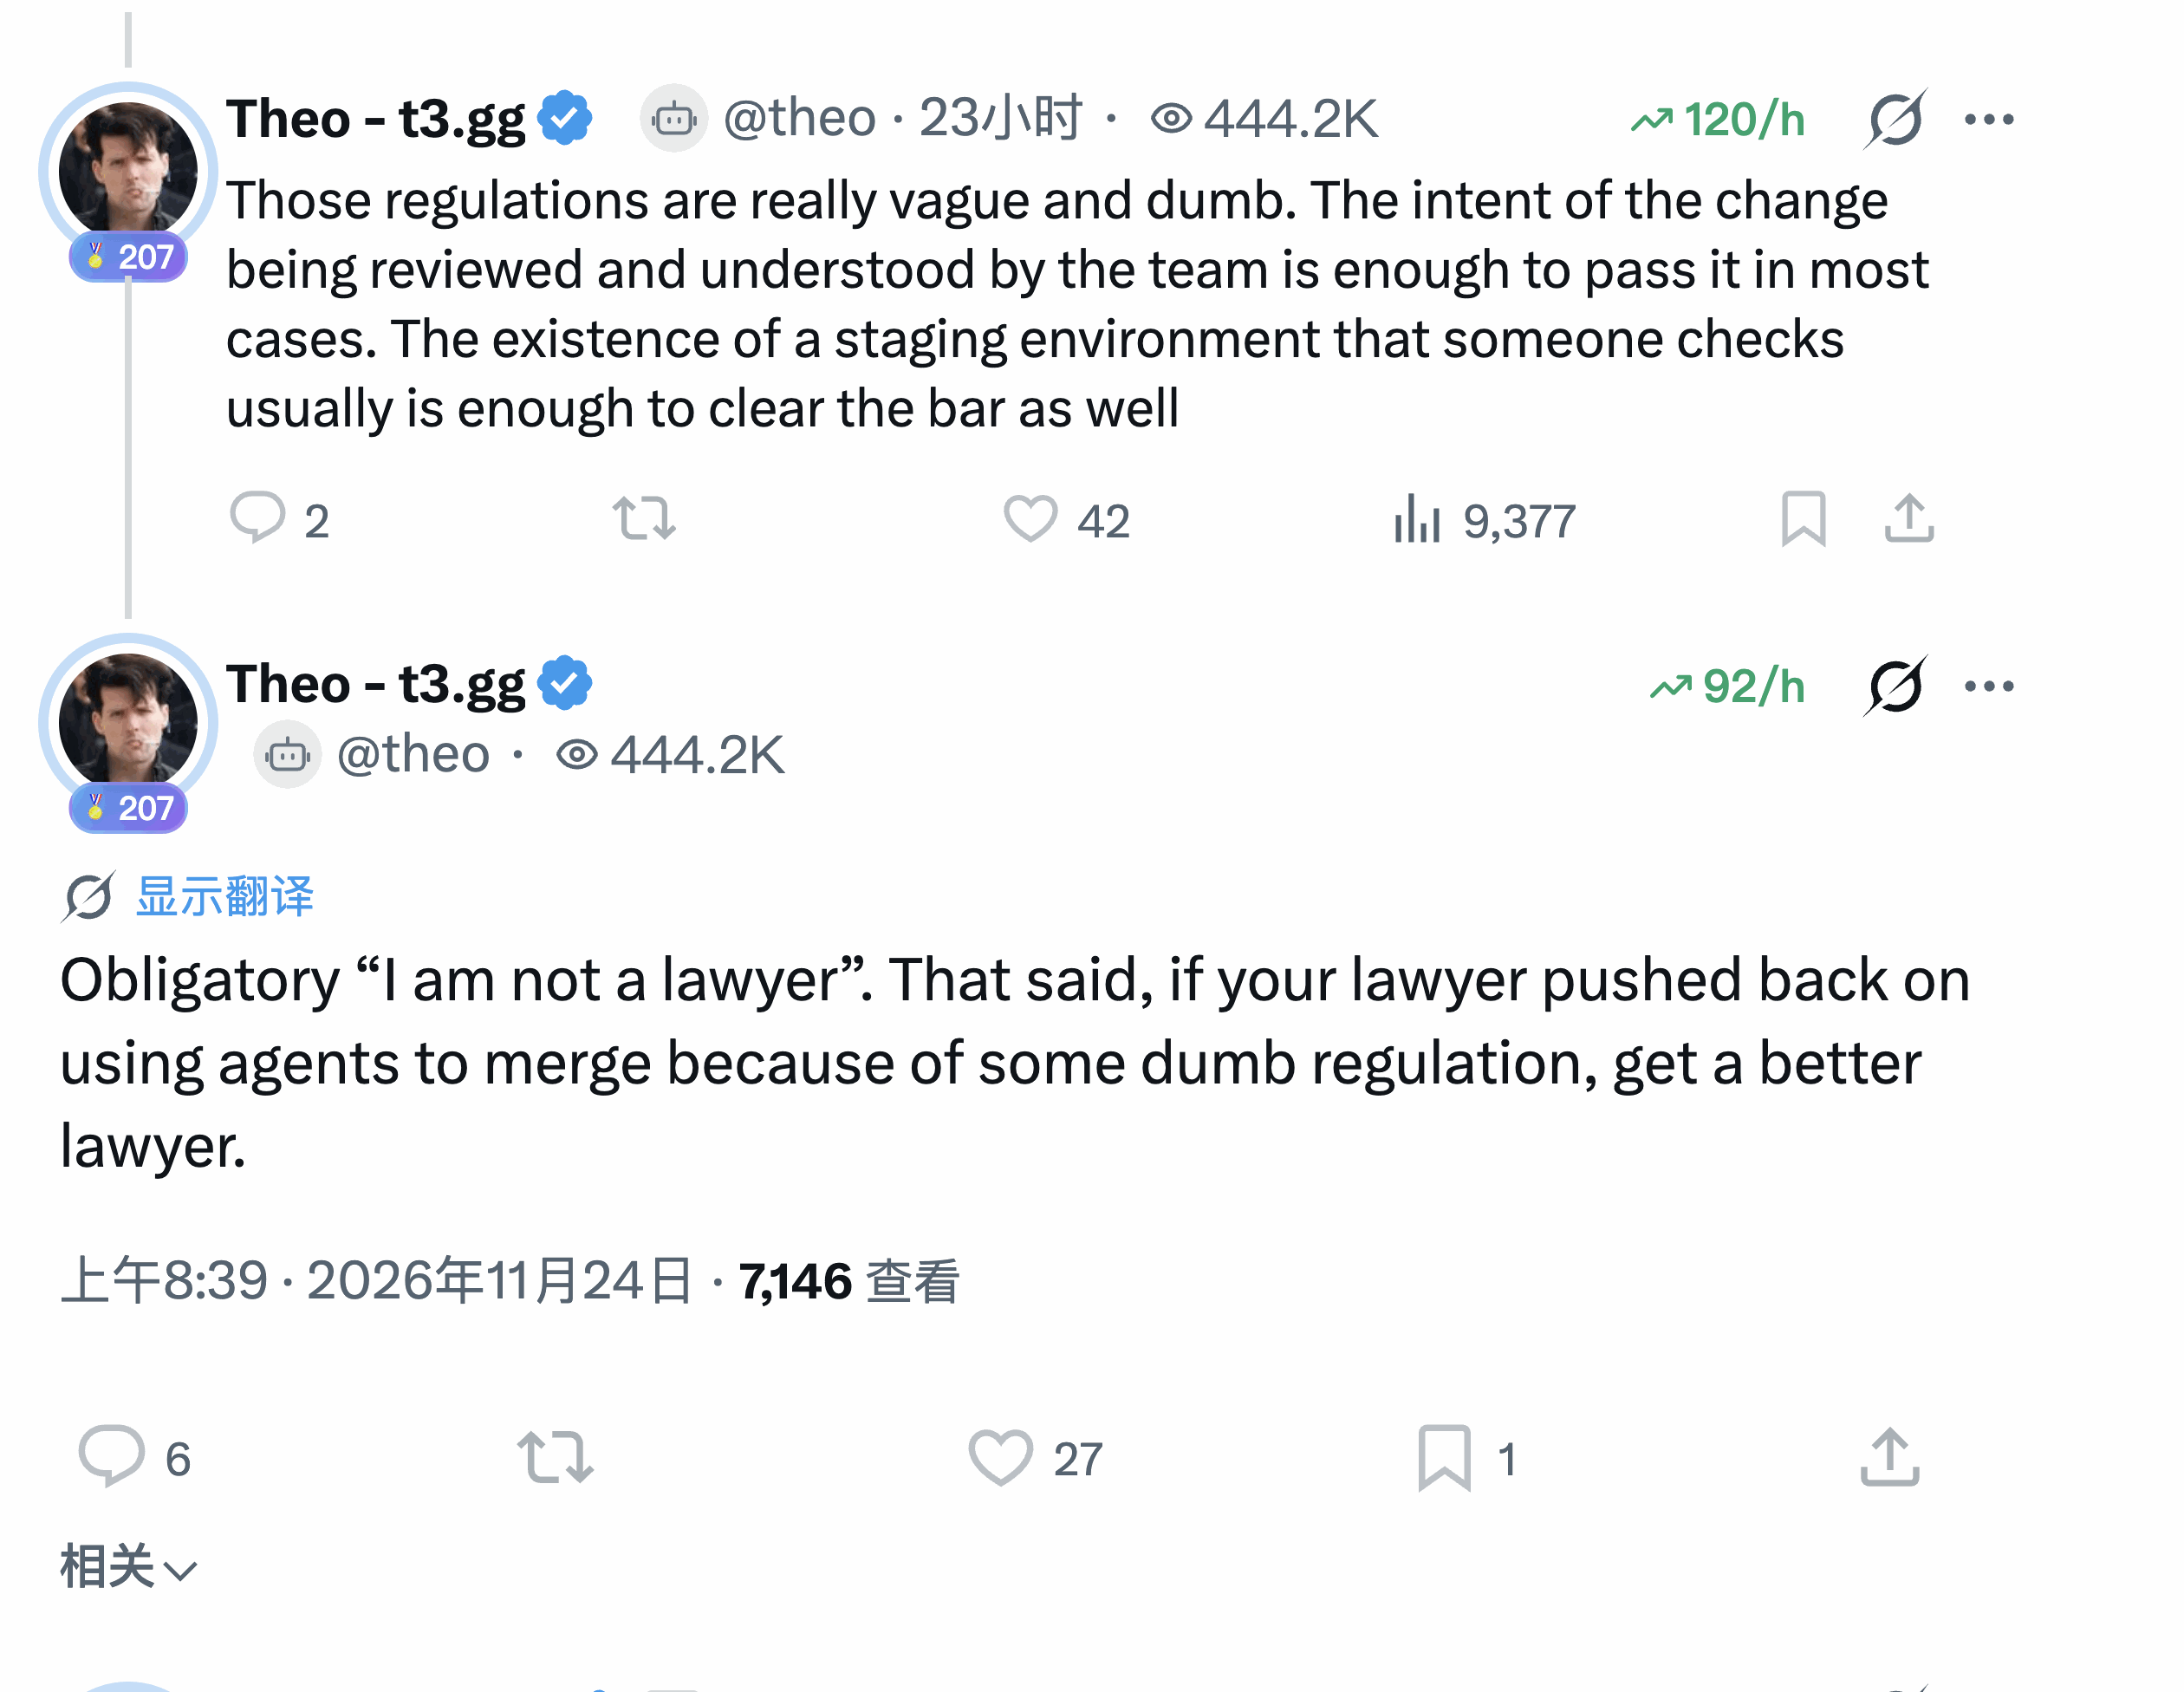 Theo - t3.gg @theo · 23小时 · 444.2K 120/h
Those regulations are really vague and dumb. The intent of the change
being reviewed and understood by the team is enough to pass it in most
cases. The existence of a staging environment that someone checks
usually is enough to clear the bar as well
207
2 42 9,377
Theo - t3.gg 92/h
@theo · 444.2K
207
显示翻译
Obligatory “I am not a lawyer”. That said, if your lawyer pushed back on
using agents to merge because of some dumb regulation, get a better
lawyer.
上午8:39 · 2026年11月24日 · 7,146 查看
6 27 1
相关